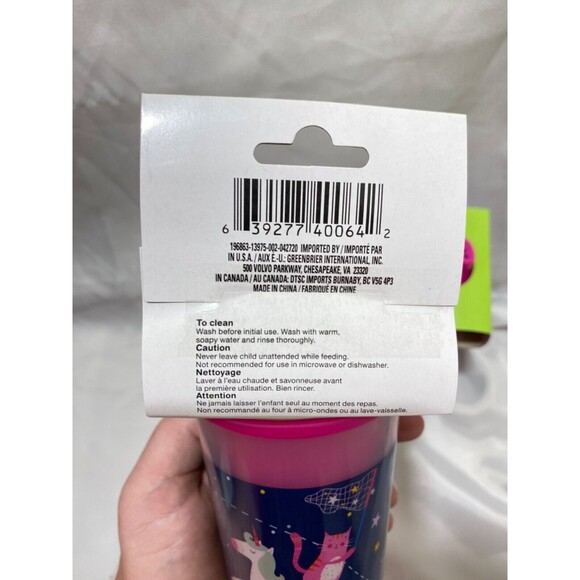 6 39277 40064 2
196863-13975-002-042720 IMPORTED BY / IMPORTÉ PAR
IN U.S.A. / AUX É.-U.: GREENBRIER INTERNATIONAL, INC.
500 VOLVO PARKWAY, CHESAPEAKE, VA 23320
IN CANADA / AU CANADA: DTSC IMPORTS BURNABY, BC V5G 4P3
MADE IN CHINA / FABRIQUÉ EN CHINE
To clean
Wash before initial use. Wash with warm,
soapy water and rinse thoroughly.
Caution
Never leave child unattended while feeding.
Not recommended for use in microwave or dishwasher.
Nettoyage
Laver à l'eau chaude et savonneuse avant
la première utilisation. Bien rincer.
Attention
Ne jamais laisser l'enfant seul au moment des repas.
Non recommandé au four à micro-ondes ou au lave-vaisselle.